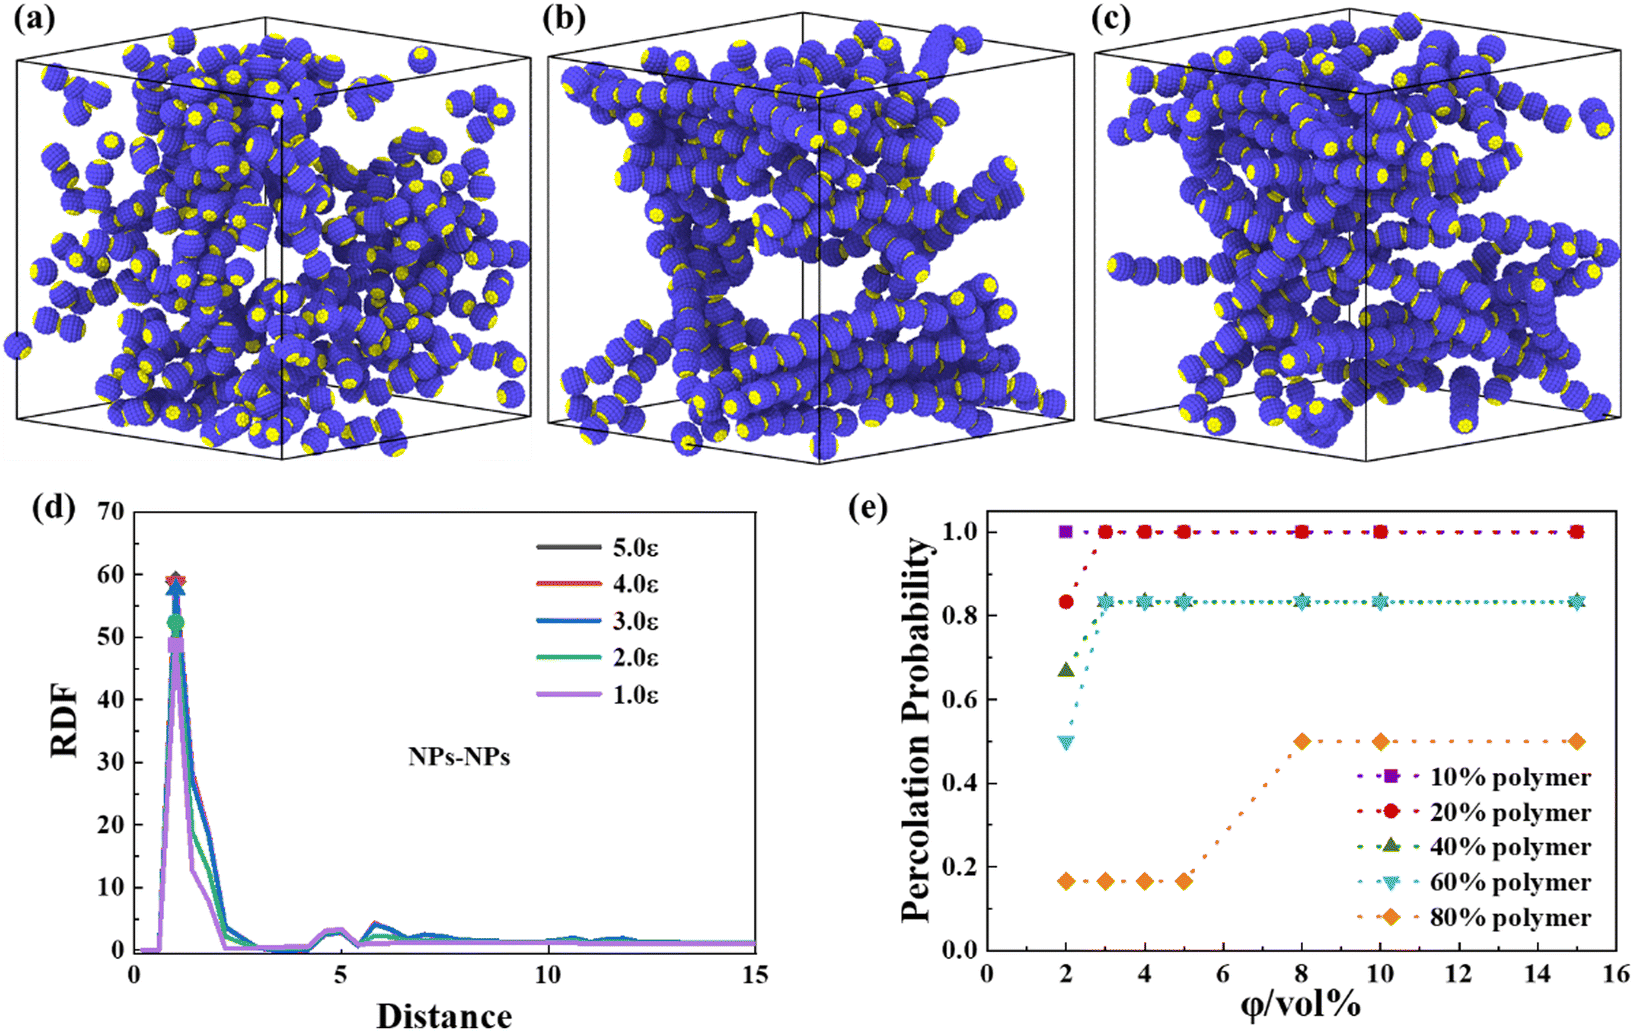 (a)
(b)
(c)
(d)
70
60
50
40
30
20
10
0
RDF
5.0ε
4.0ε
3.0ε
2.0ε
1.0ε
NPs-NPs
0 5 10 15
Distance
(e)
1.0
0.8
0.6
0.4
0.2
0.0
Percolation Probability
10% polymer
20% polymer
40% polymer
60% polymer
80% polymer
0 2 4 6 8 10 12 14 16
φ/vol%